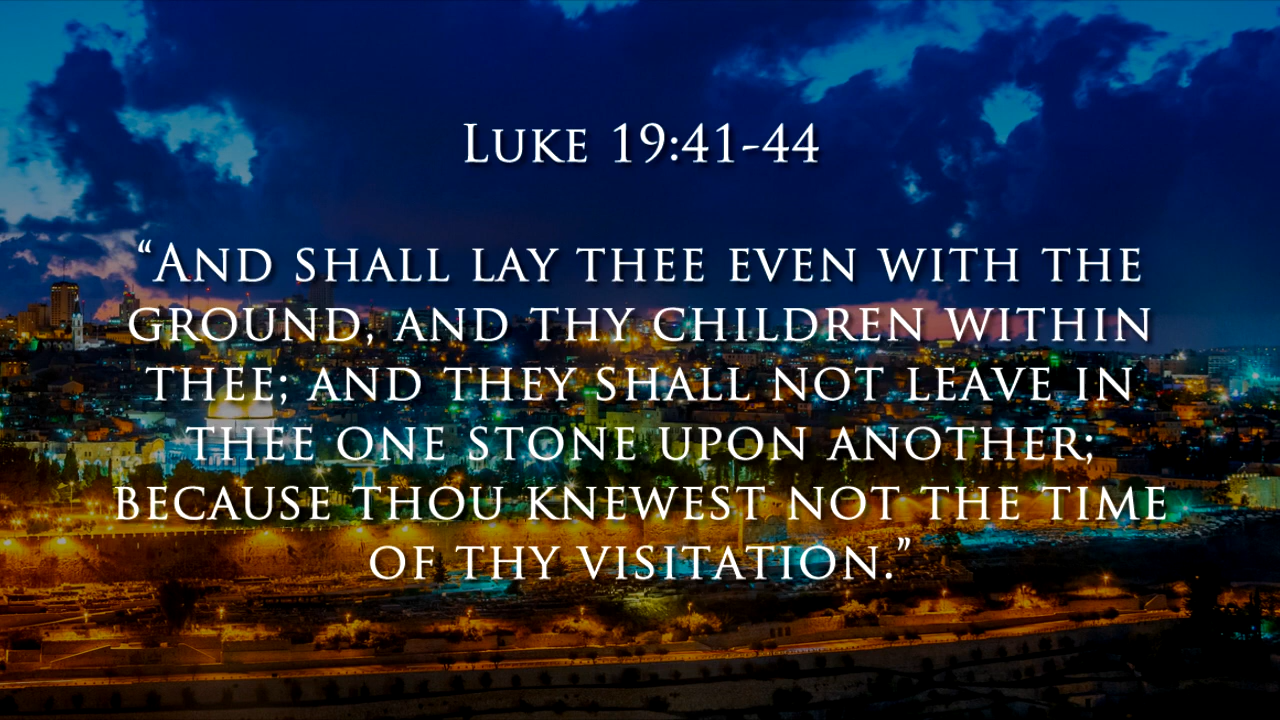 Luke 19:41-44
“And shall lay thee even with the
ground, and thy children within
thee; and they shall not leave in
thee one stone upon another;
because thou knewest not the time
of thy visitation.”